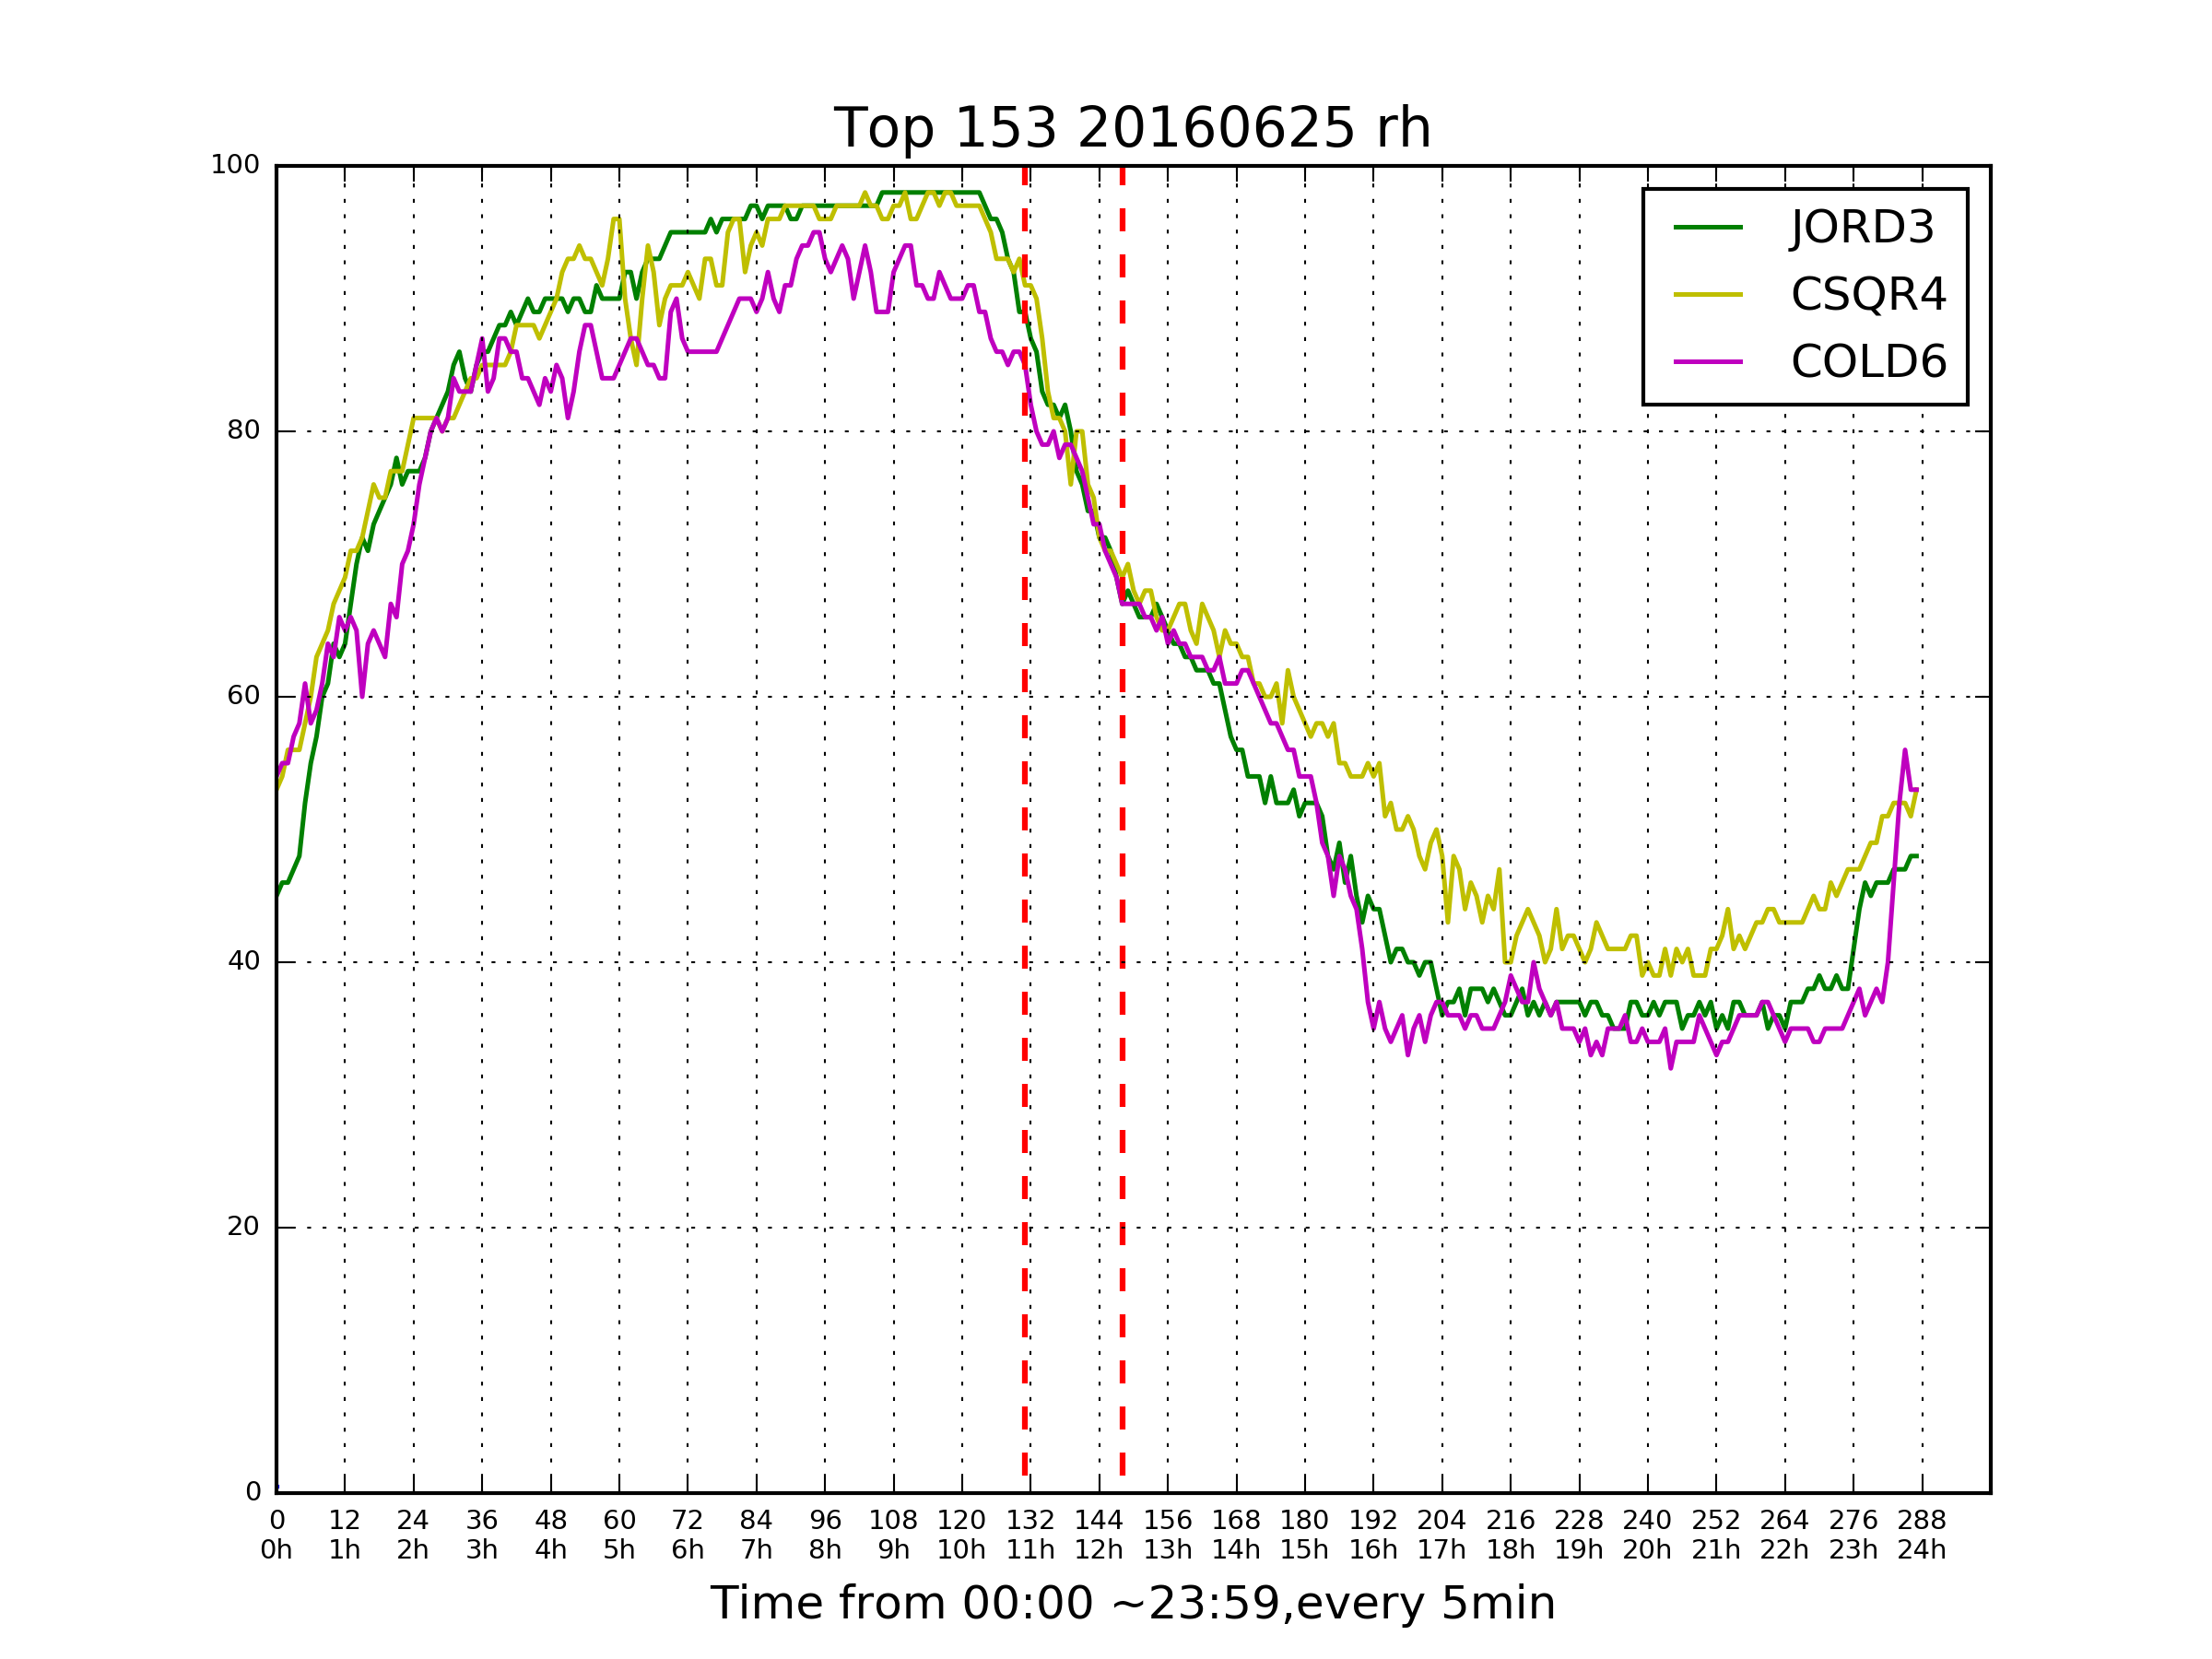 Top 153 20160625 rh
100
80
60
40
20
0
JORD3
CSQR4
COLD6
0 12 24 36 48 60 72 84 96 108 120 132 144 156 168 180 192 204 216 228 240 252 264 276 288
0h 1h 2h 3h 4h 5h 6h 7h 8h 9h 10h 11h 12h 13h 14h 15h 16h 17h 18h 19h 20h 21h 22h 23h 24h
Time from 00:00 ~23:59,every 5min